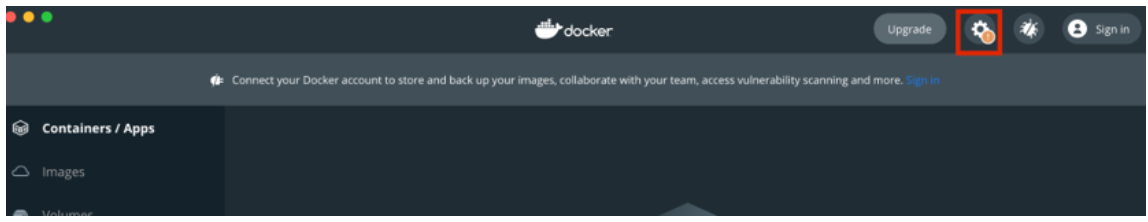 docker
Upgrade
Sign in
Connect your Docker account to store and back up your images, collaborate with your team, access vulnerability scanning and more. Sign in
Containers / Apps
Images
Volumes